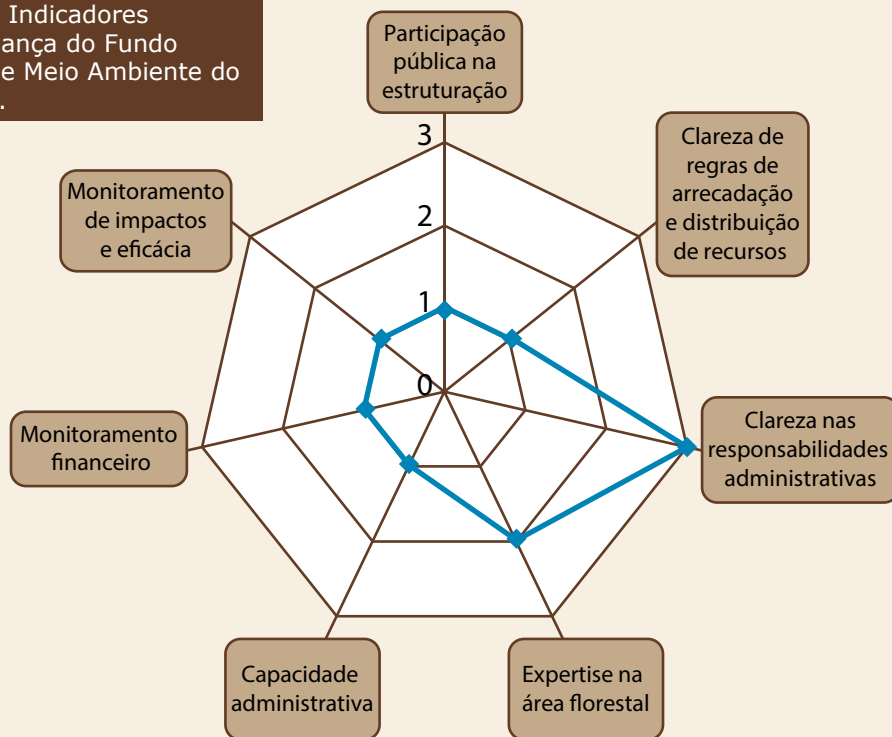 Indicadores
do Fundo
Meio Ambiente do
Participação
pública na
estruturação
Clareza de
regras de
arrecadação
e distribuição
de recursos
Clareza nas
responsabilidades
administrativas
Expertise na
área florestal
Capacidade
administrativa
Monitoramento
financeiro
Monitoramento
de impactos
e eficácia
3
2
1
0